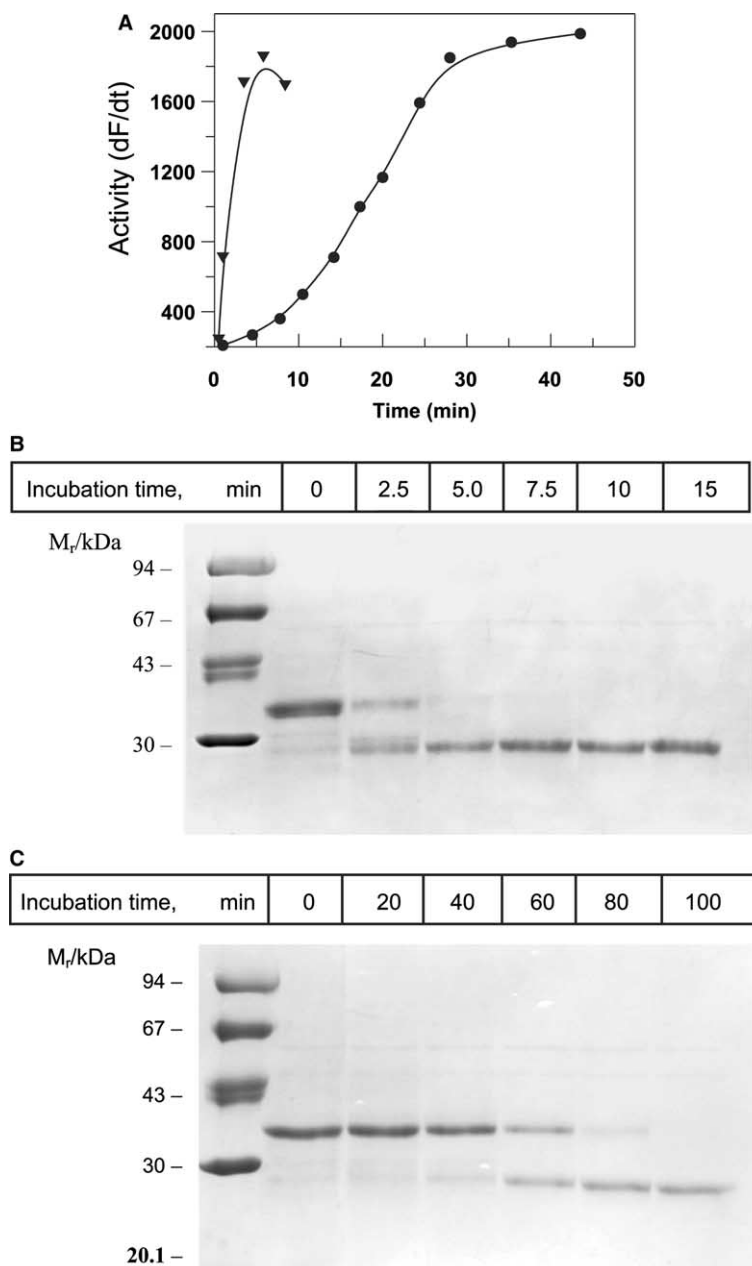 A
Activity (dF/dt)
2000
1600
1200
800
400
0 10 20 30 40 50
Time (min)
B
Incubation time, min 0 2.5 5.0 7.5 10 15
Mr/kDa
94 –
67 –
43 –
30 –
C
Incubation time, min 0 20 40 60 80 100
Mr/kDa
94 –
67 –
43 –
30 –
20.1 –